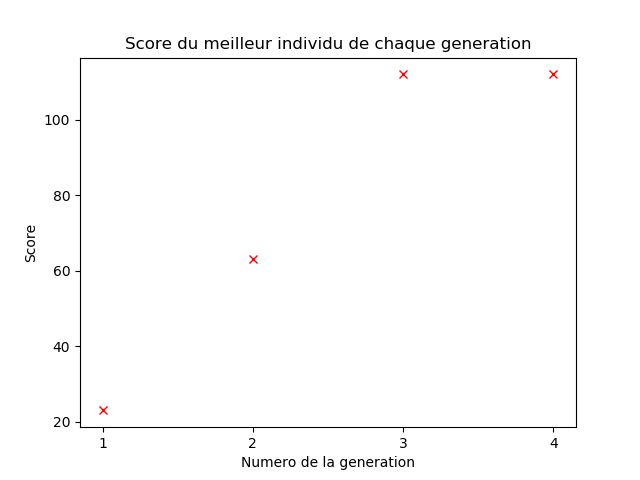 Score du meilleur individu de chaque generation
100
80
60
40
20
Score
1 2 3 4
Numero de la generation